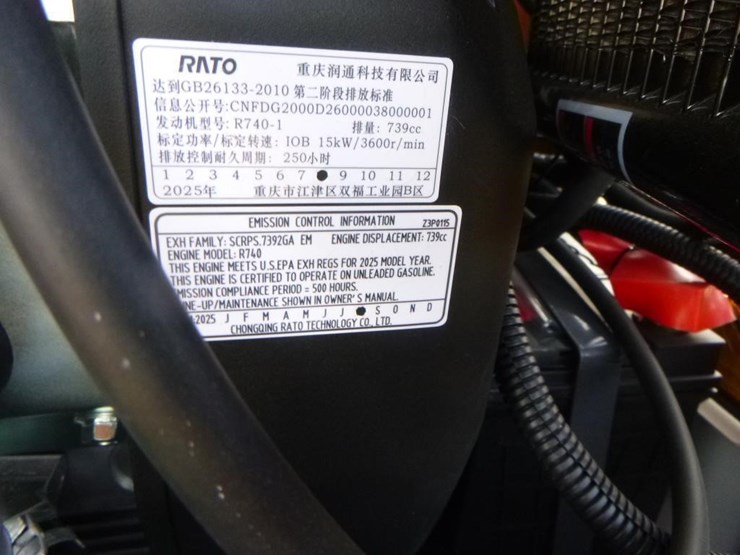 RATO 重庆润通科技有限公司
达到GB26133-2010 第二阶段排放标准
信息公开号:CNFDG2000D26000038000001
发动机型号: R740-1 排量: 739cc
标定功率/标定转速: IOB 15kW/3600r/min
排放控制耐久周期: 250小时
1 2 3 4 5 6 7 ● 9 10 11 12
2025年 重庆市江津区双福工业园B区
EMISSION CONTROL INFORMATION Z3P0115
EXH FAMILY: SCRPS.7392GA EM ENGINE DISPLACEMENT: 739cc
ENGINE MODEL: R740
THIS ENGINE MEETS U.S.EPA EXH REGS FOR 2025 MODEL YEAR.
THIS ENGINE IS CERTIFIED TO OPERATE ON UNLEADED GASOLINE.
MISSION COMPLIANCE PERIOD = 500 HOURS.
NE-UP/MAINTENANCE SHOWN IN OWNER'S MANUAL.
2025 J F M A M J J ● S O N D
CHONGQING RATO TECHNOLOGY CO., LTD.